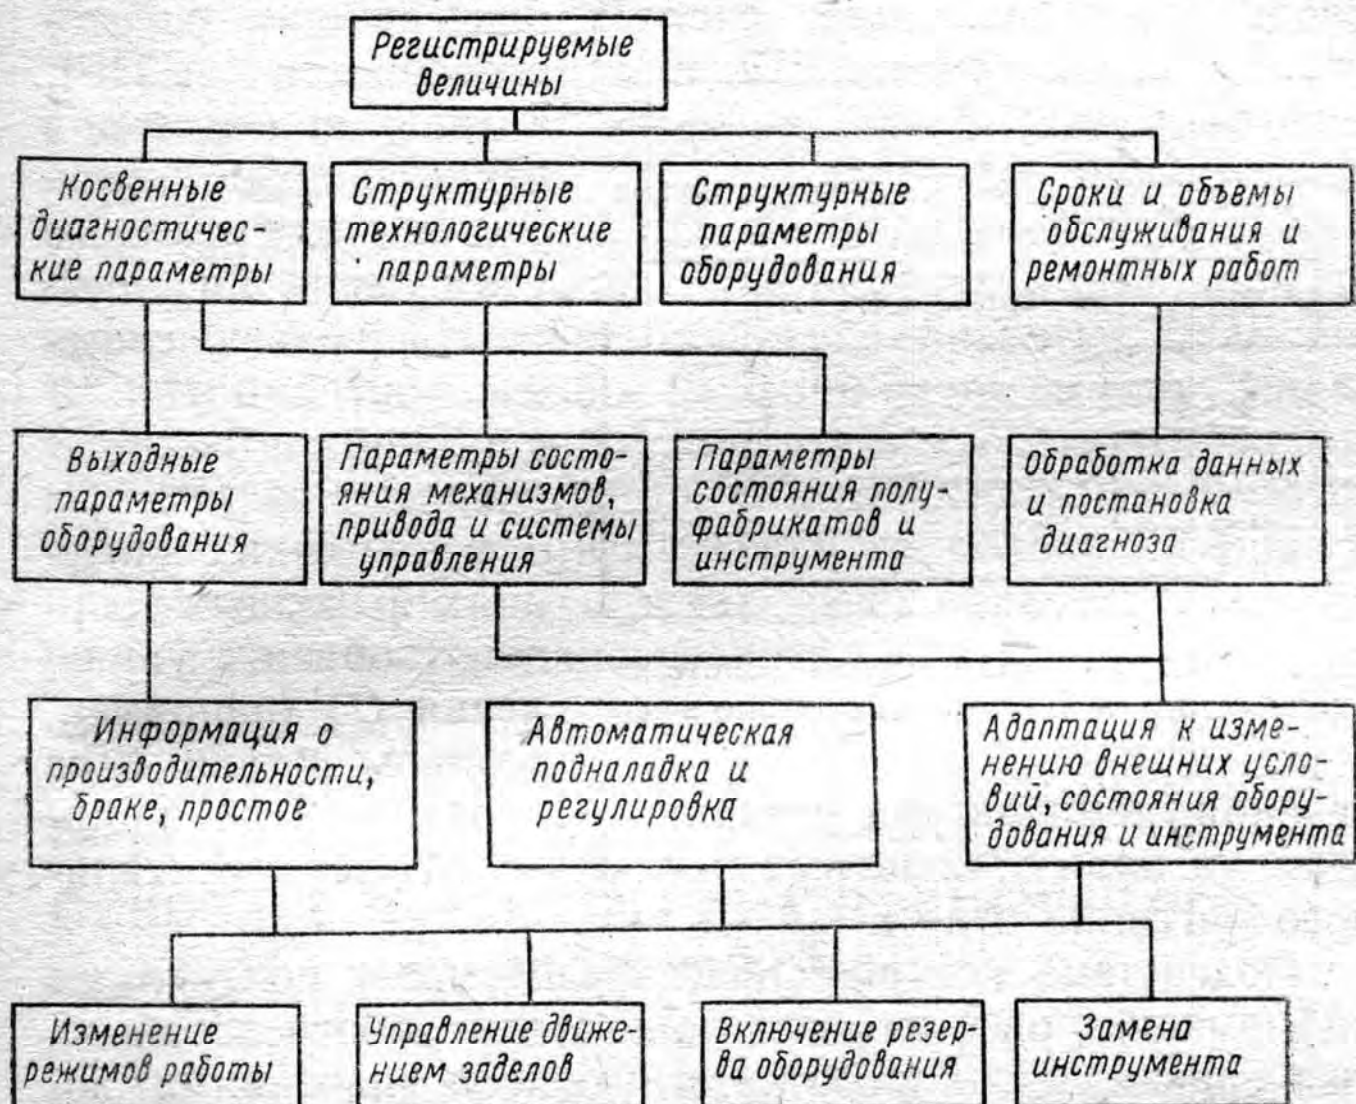 Регистрируемые
величины
Косвенные
диагностичес-
кие параметры
Структурные
технологические
параметры
Структурные
параметры
оборудования
Сроки и объемы
обслуживания и
ремонтных работ
Выходные
параметры
оборудования
Параметры состо-
яния механизмов,
привода и системы
управления
Параметры
состояния полу-
фабрикатов и
инструмента
Обработка данных
и постановка
диагноза
Информация о
производительности,
браке, простое
Автоматическая
подналадка и
регулировка
Адаптация к изме-
нению внешних усло-
вий, состояния обору-
дования и инструмента
Изменение
режимов работы
Управление движе-
нием заделов
Включение резер-
ва оборудования
Замена
инструмента